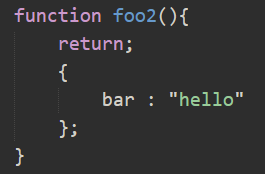 function foo2(){
    return;
    {
        bar : "hello"
    };
}